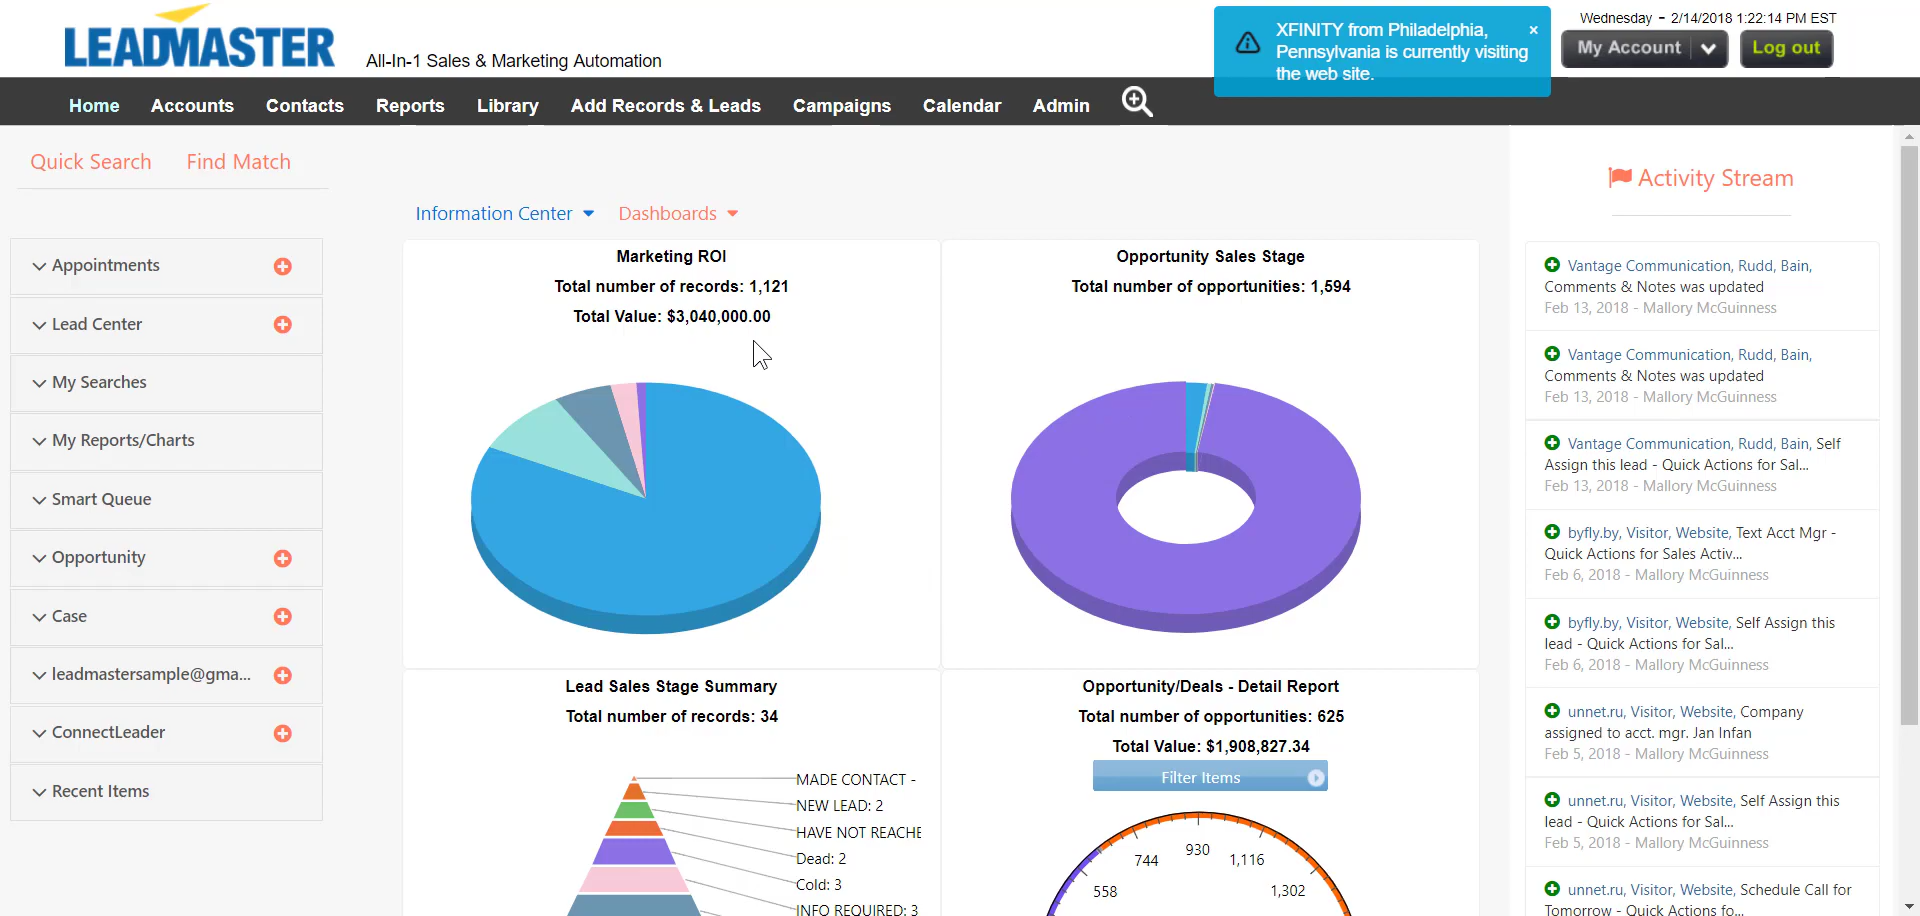 LEADMASTER
All-In-1 Sales & Marketing Automation
XFINITY from Philadelphia,
Pennsylvania is currently visiting
the web site.
×
Wednesday - 2/14/2018 1:22:14 PM EST
My Account
Log out
Home Accounts Contacts Reports Library Add Records & Leads Campaigns Calendar Admin
Quick Search Find Match
Appointments
Lead Center
My Searches
My Reports/Charts
Smart Queue
Opportunity
Case
leadmastersample@gma...
ConnectLeader
Recent Items
Information Center Dashboards
Marketing ROI
Total number of records: 1,121
Total Value: $3,040,000.00
Opportunity Sales Stage
Total number of opportunities: 1,594
Lead Sales Stage Summary
Total number of records: 34
MADE CONTACT -
NEW LEAD: 2
HAVE NOT REACHE
Dead: 2
Cold: 3
INFO REQUIRED: 3
Opportunity/Deals - Detail Report
Total number of opportunities: 625
Total Value: $1,908,827.34
Filter Items
558
744
930
1,116
1,302
Activity Stream
Vantage Communication, Rudd, Bain,
Comments & Notes was updated
Feb 13, 2018 - Mallory McGuinness
Vantage Communication, Rudd, Bain,
Comments & Notes was updated
Feb 13, 2018 - Mallory McGuinness
Vantage Communication, Rudd, Bain, Self
Assign this lead - Quick Actions for Sal...
Feb 13, 2018 - Mallory McGuinness
byfly.by, Visitor, Website, Text Acct Mgr -
Quick Actions for Sales Activ...
Feb 6, 2018 - Mallory McGuinness
byfly.by, Visitor, Website, Self Assign this
lead - Quick Actions for Sal...
Feb 6, 2018 - Mallory McGuinness
unnet.ru, Visitor, Website, Company
assigned to acct. mgr. Jan Infan
Feb 5, 2018 - Mallory McGuinness
unnet.ru, Visitor, Website, Self Assign this
lead - Quick Actions for Sal...
Feb 5, 2018 - Mallory McGuinness
unnet.ru, Visitor, Website, Schedule Call for
Tomorrow - Quick Actions fo...